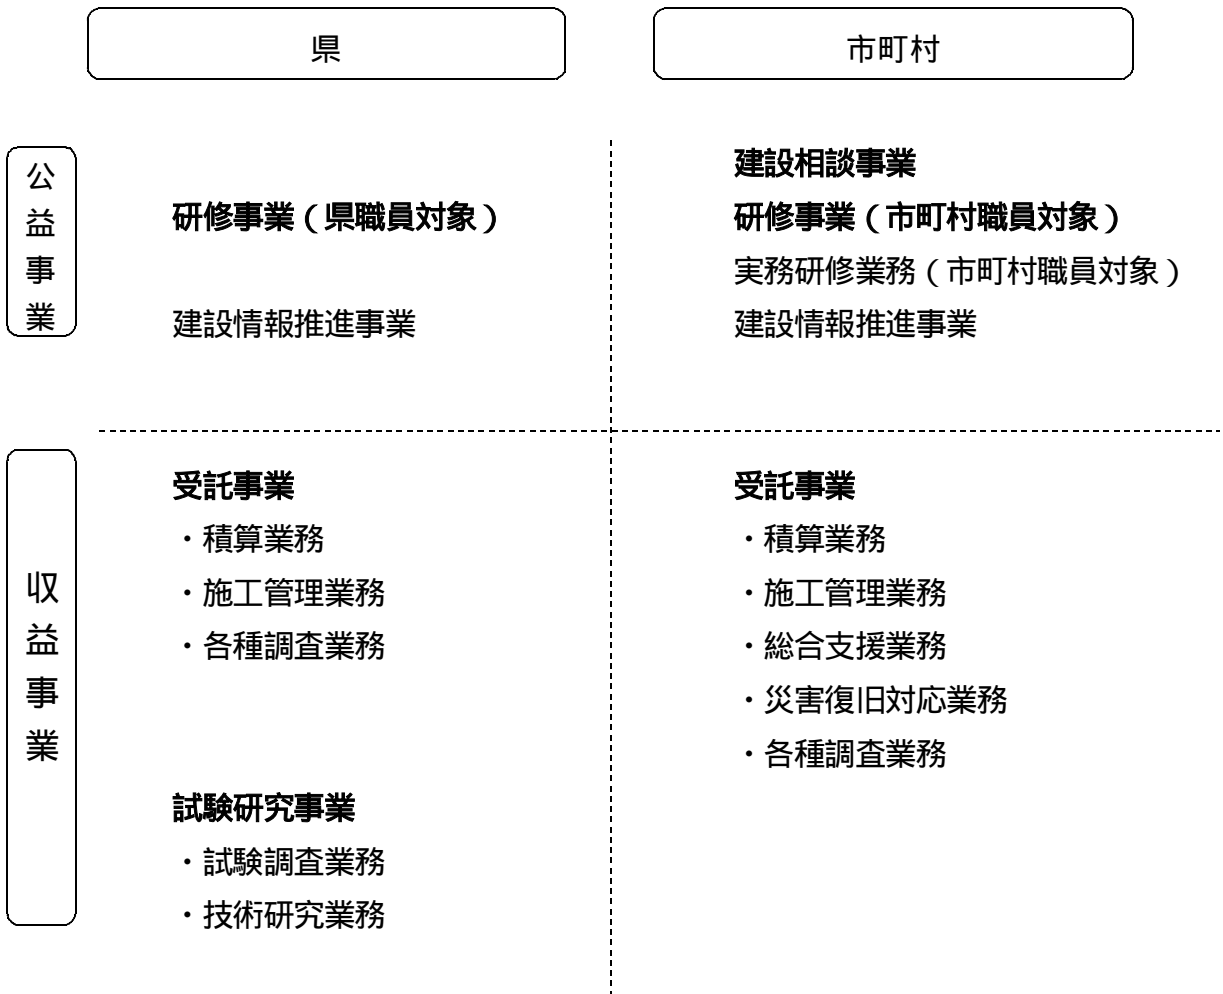 県
市町村
公益事業
研修事業（県職員対象）
建設情報推進事業
建設相談事業
研修事業（市町村職員対象）
実務研修業務（市町村職員対象）
建設情報推進事業
収益事業
受託事業
・積算業務
・施工管理業務
・各種調査業務
試験研究事業
・試験調査業務
・技術研究業務
受託事業
・積算業務
・施工管理業務
・総合支援業務
・災害復旧対応業務
・各種調査業務